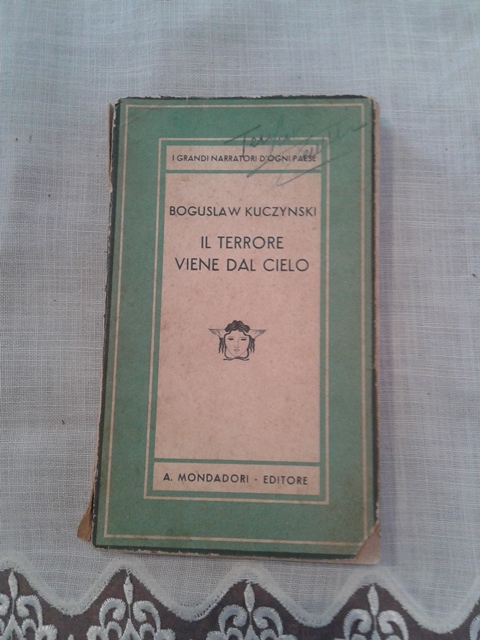 I GRANDI NARRATORI D'OGNI PAESE
BOGUSLAW KUCZYNSKI
IL TERRORE
VIENE DAL CIELO
A. MONDADORI · EDITORE